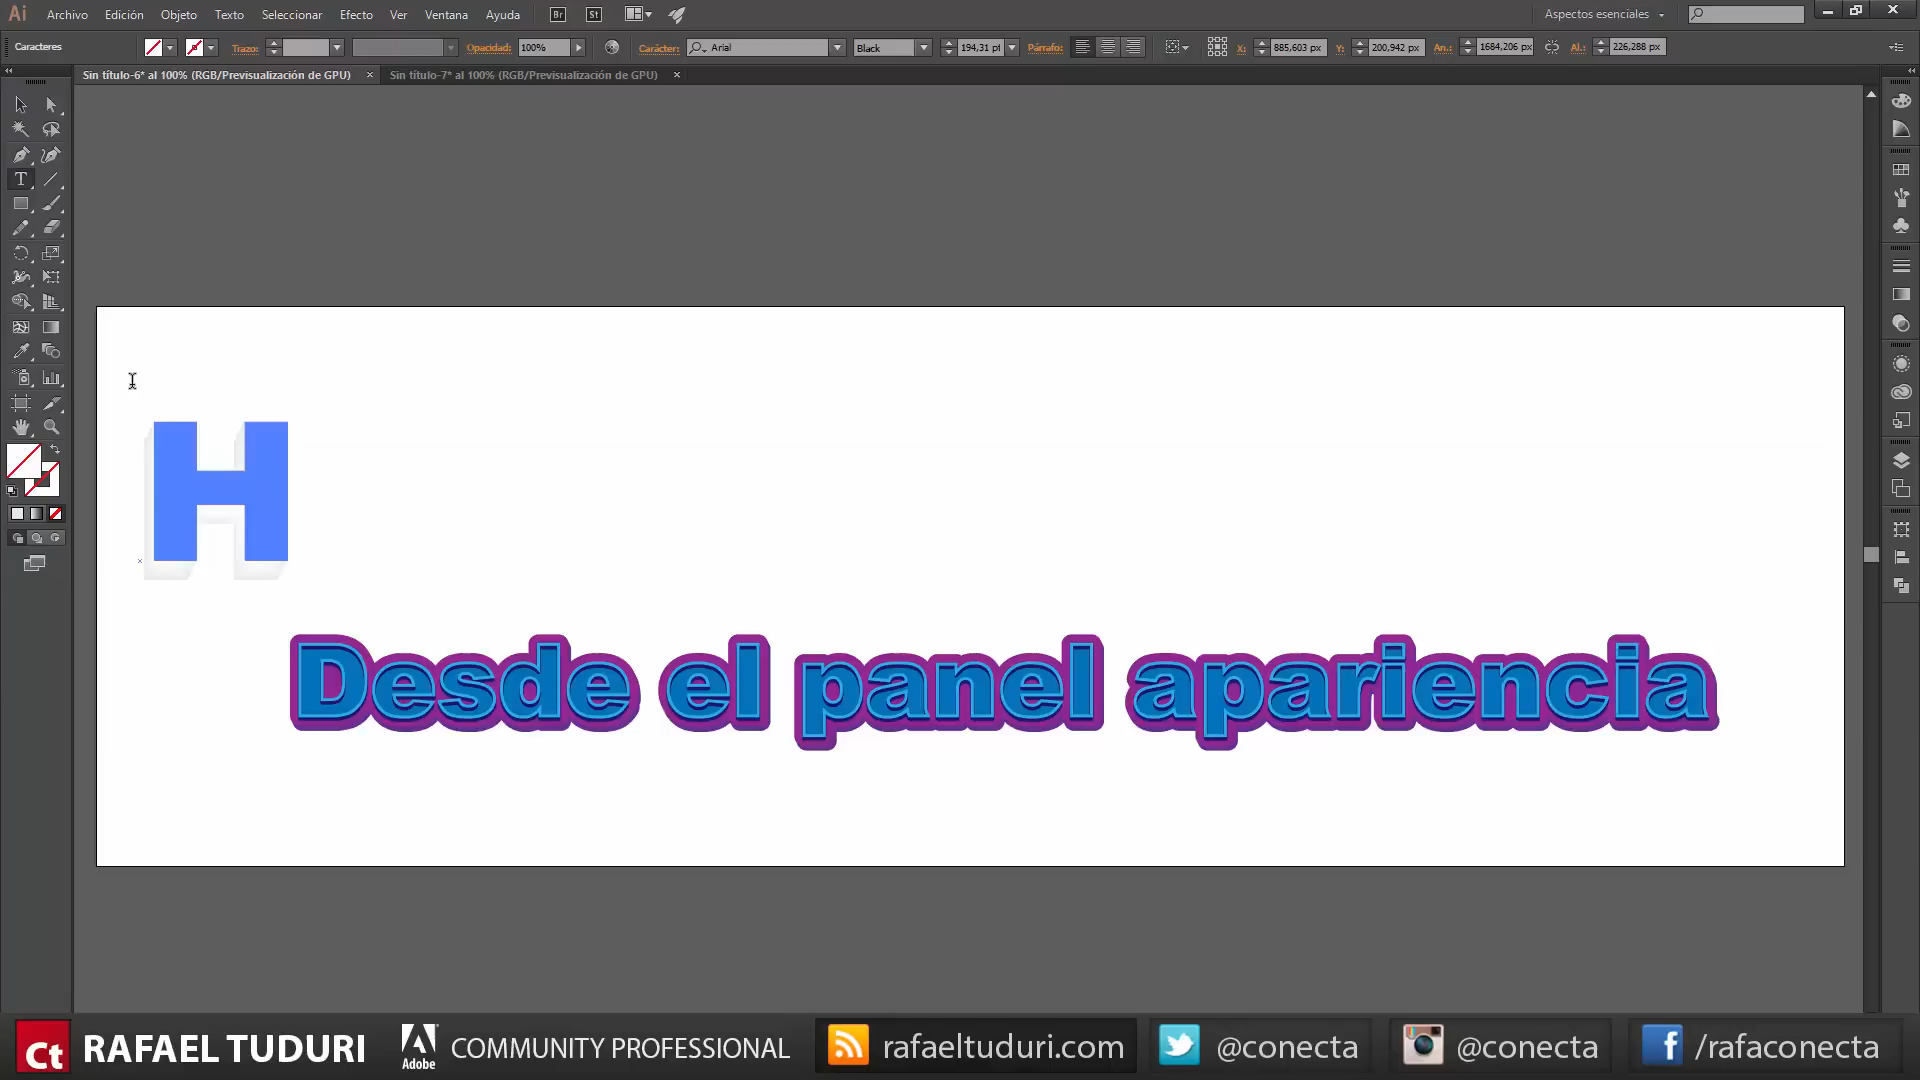 Ai Archivo Edición Objeto Texto Seleccionar Efecto Ver Ventana Ayuda Br St Aspectos esenciales
Caracteres Trazo: Opacidad: 100% Carácter: Arial Black 194,31 pt Párrafo: X: 885,603 px Y: 200,942 px An.: 1684,206 px Al.: 226,288 px
Sin título-6* al 100% (RGB/Previsualización de GPU) × Sin título-7* al 100% (RGB/Previsualización de GPU) ×
H
Desde el panel apariencia
Ct RAFAEL TUDURI Adobe COMMUNITY PROFESSIONAL rafaeltuduri.com @conecta @conecta /rafaconecta